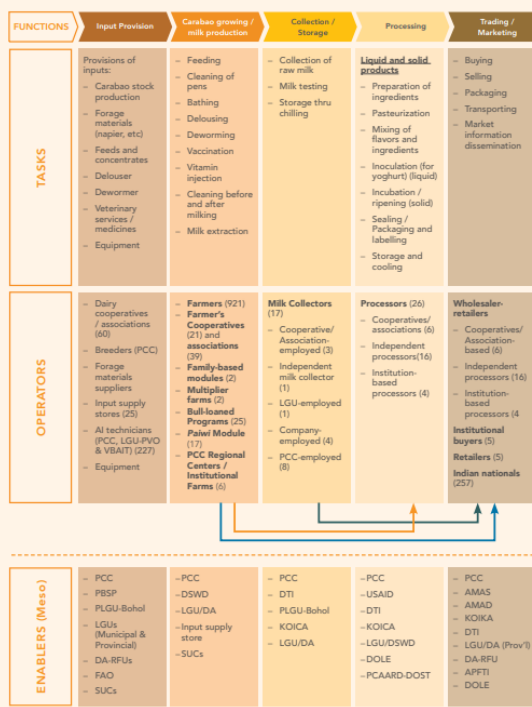 FUNCTIONS
Input Provision
Carabao growing /
milk production
Collection /
Storage
Processing
Trading /
Marketing
TASKS
Provisions of
inputs:
– Carabao stock
production
– Forage
materials
(napier, etc)
– Feeds and
concentrates
– Delouser
– Dewormer
– Veterinary
services /
medicines
– Equipment
– Feeding
– Cleaning of
pens
– Bathing
– Delousing
– Deworming
– Vaccination
– Vitamin
injection
– Cleaning before
and after
milking
– Milk extraction
– Collection of
raw milk
– Milk testing
– Storage thru
chilling
Liquid and solid
products
– Preparation of
ingredients
– Pasteurization
– Mixing of
flavors and
ingredients
– Inoculation (for
yoghurt) (liquid)
– Incubation /
ripening (solid)
– Sealing /
Packaging and
labelling
– Storage and
cooling
– Buying
– Selling
– Packaging
– Transporting
– Market
information
dissemination
OPERATORS
– Dairy
cooperatives
/ associations
(60)
– Breeders (PCC)
– Forage
materials
suppliers
– Input supply
stores (25)
– AI technicians
(PCC, LGU-PVO
& VBAIT) (227)
– Equipment
– Farmers (921)
– Farmer's
Cooperatives
(21) and
associations
(39)
– Family-based
modules (2)
– Multiplier
farms (2)
– Bull-loaned
Programs (25)
– Paiwi Module
(17)
– PCC Regional
Centers /
Institutional
Farms (6)
Milk Collectors
(17)
– Cooperative/
Association-
employed (3)
– Independent
milk collector
(1)
– LGU-employed
(1)
– Company-
employed (4)
– PCC-employed
(8)
Processors (26)
– Cooperatives/
associations (6)
– Independent
processors(16)
– Institution-
based
processors (4)
Wholesaler-
retailers
– Cooperatives/
Association-
based (6)
– Independent
processors (16)
– Institution-
based
processors (4
Institutional
buyers (5)
Retailers (5)
Indian nationals
(257)
ENABLERS (Meso)
– PCC
– PBSP
– PLGU-Bohol
– LGUs
(Municipal &
Provincial)
– DA-RFUs
– FAO
– SUCs
–PCC
–DSWD
–LGU/DA
–Input supply
store
–SUCs
– PCC
– DTI
– PLGU-Bohol
– KOICA
– LGU/DA
–PCC
–USAID
–DTI
–KOICA
–LGU/DSWD
–DOLE
–PCAARD-DOST
– PCC
– AMAS
– AMAD
– KOIKA
– DTI
– LGU/DA (Prov'l)
– DA-RFU
– APFTI
– DOLE